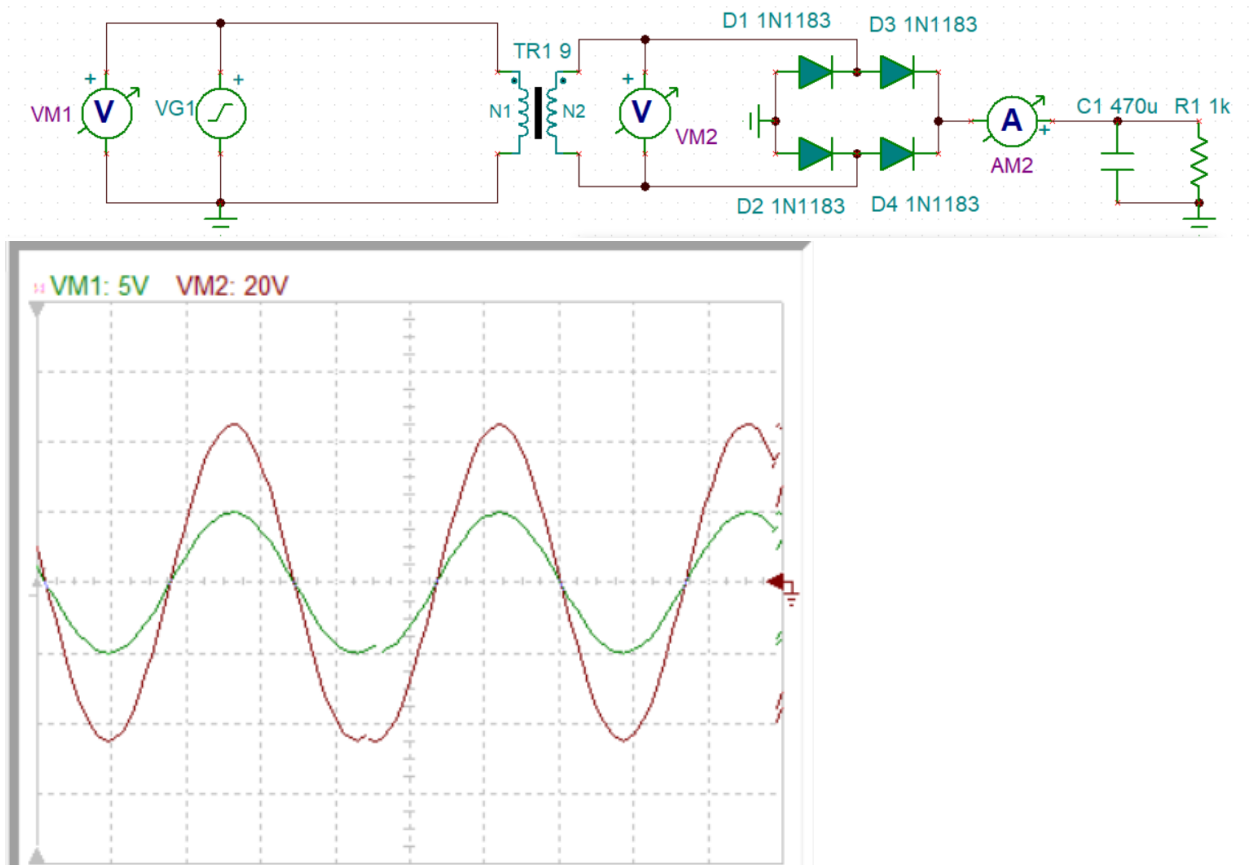 D1 1N1183 D3 1N1183
TR1 9
VM1 V VG1 N1 N2 V VM2
A
C1 470u R1 1k
AM2
D2 1N1183 D4 1N1183
VM1: 5V VM2: 20V